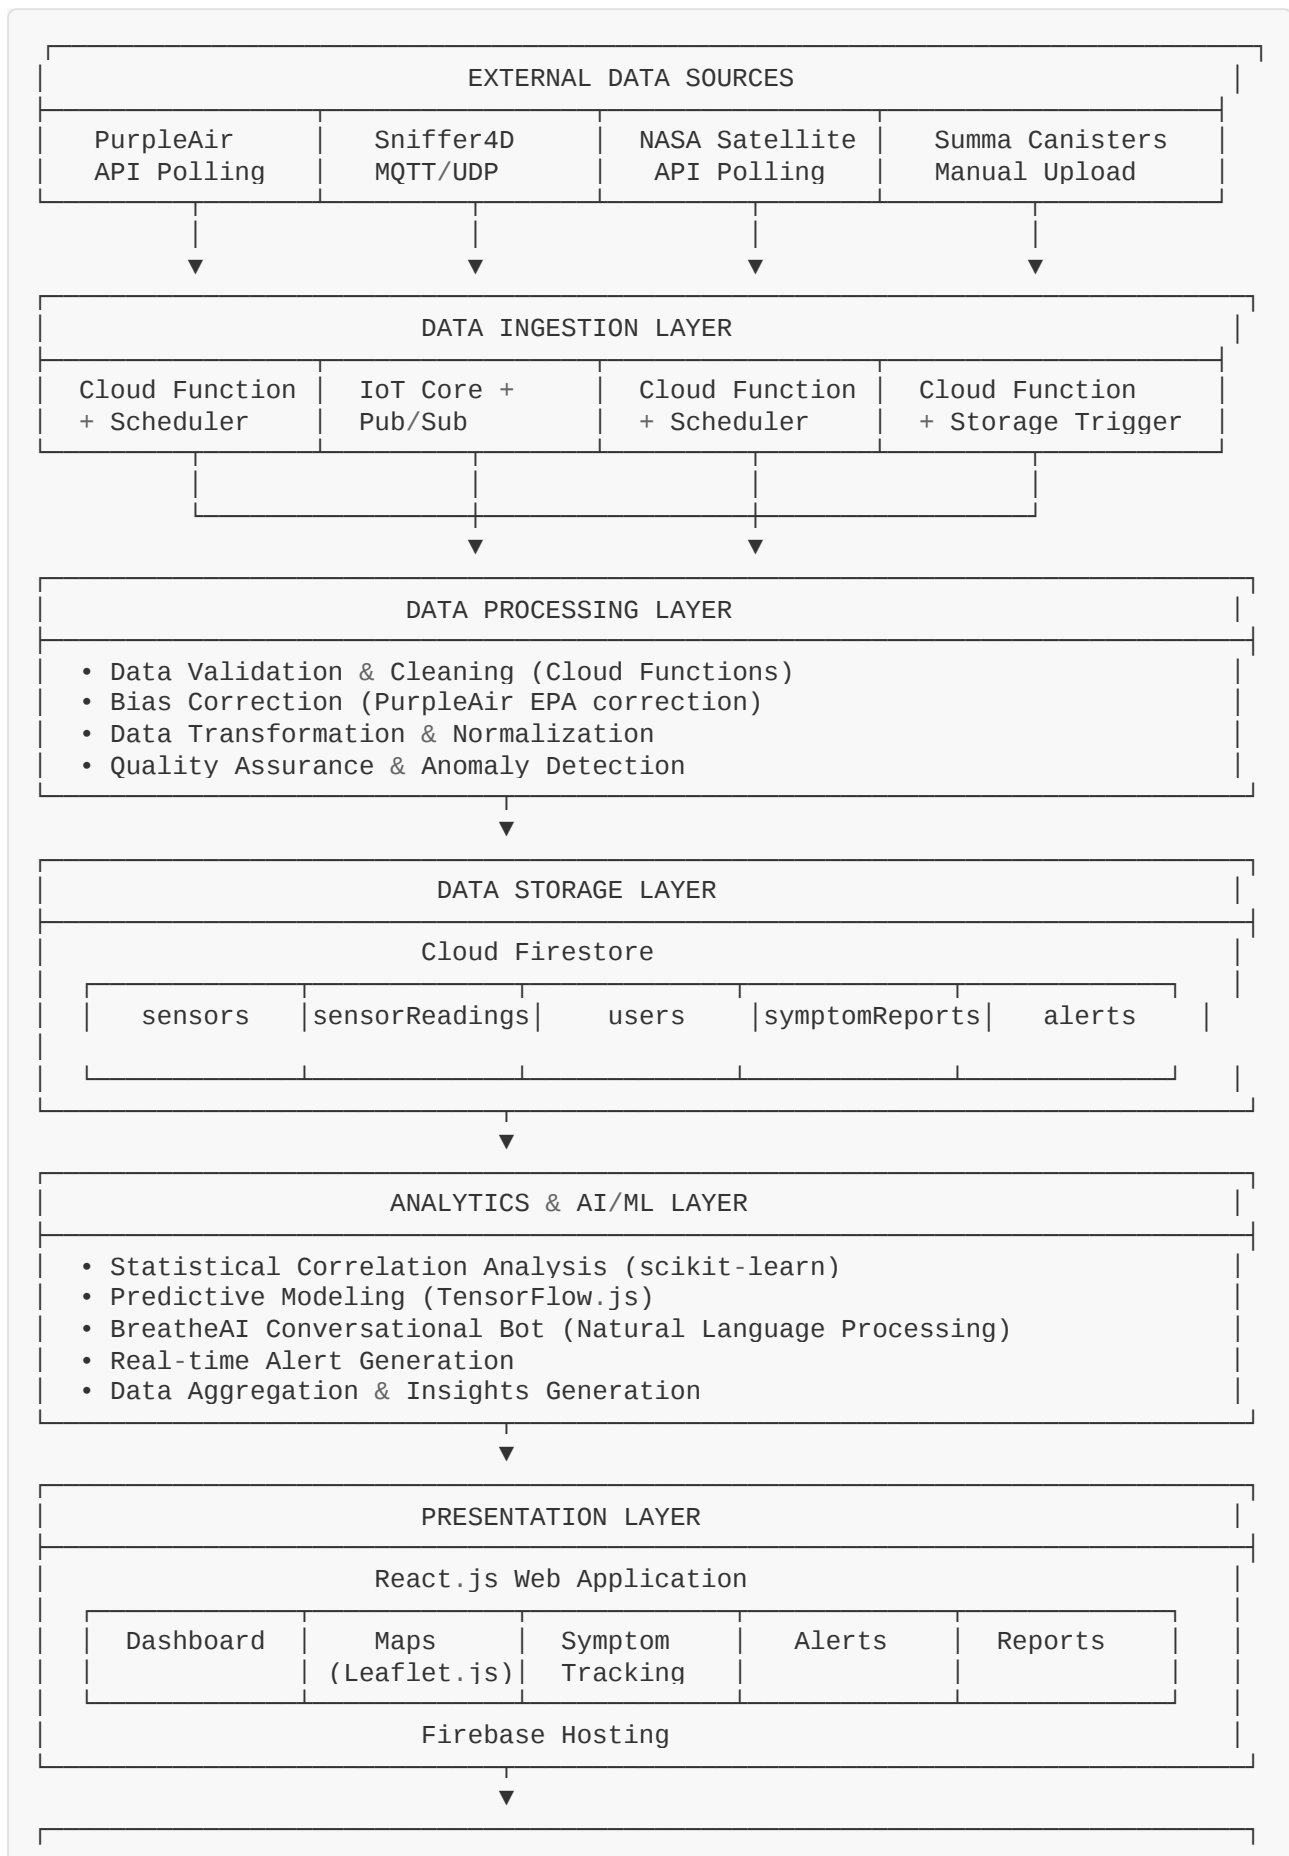 EXTERNAL DATA SOURCES
PurpleAir Sniffer4D NASA Satellite Summa Canisters
API Polling MQTT/UDP API Polling Manual Upload
DATA INGESTION LAYER
Cloud Function IoT Core + Cloud Function Cloud Function
+ Scheduler Pub/Sub + Scheduler + Storage Trigger
DATA PROCESSING LAYER
• Data Validation & Cleaning (Cloud Functions)
• Bias Correction (PurpleAir EPA correction)
• Data Transformation & Normalization
• Quality Assurance & Anomaly Detection
DATA STORAGE LAYER
Cloud Firestore
sensors sensorReadings users symptomReports alerts
ANALYTICS & AI/ML LAYER
• Statistical Correlation Analysis (scikit-learn)
• Predictive Modeling (TensorFlow.js)
• BreatheAI Conversational Bot (Natural Language Processing)
• Real-time Alert Generation
• Data Aggregation & Insights Generation
PRESENTATION LAYER
React.js Web Application
Dashboard Maps Symptom Alerts Reports
(Leaflet.js) Tracking
Firebase Hosting